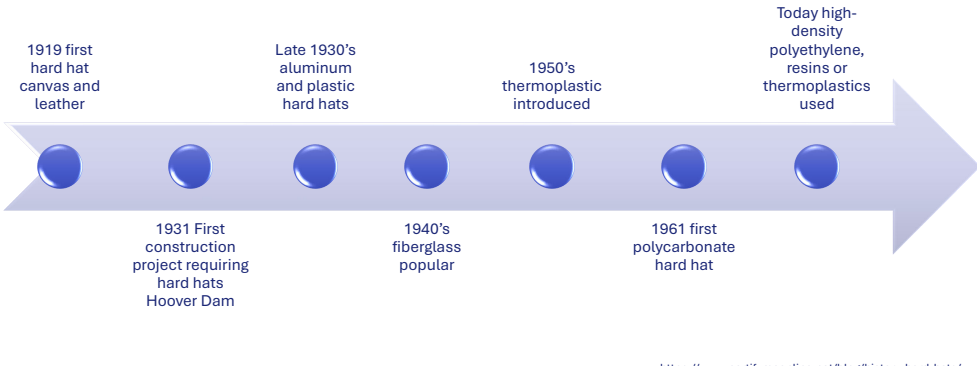 1919 first
hard hat
canvas and
leather
1931 First
construction
project requiring
hard hats
Hoover Dam
Late 1930’s
aluminum
and plastic
hard hats
1940’s
fiberglass
popular
1950’s
thermoplastic
introduced
1961 first
polycarbonate
hard hat
Today high-
density
polyethylene,
resins or
thermoplastics
used